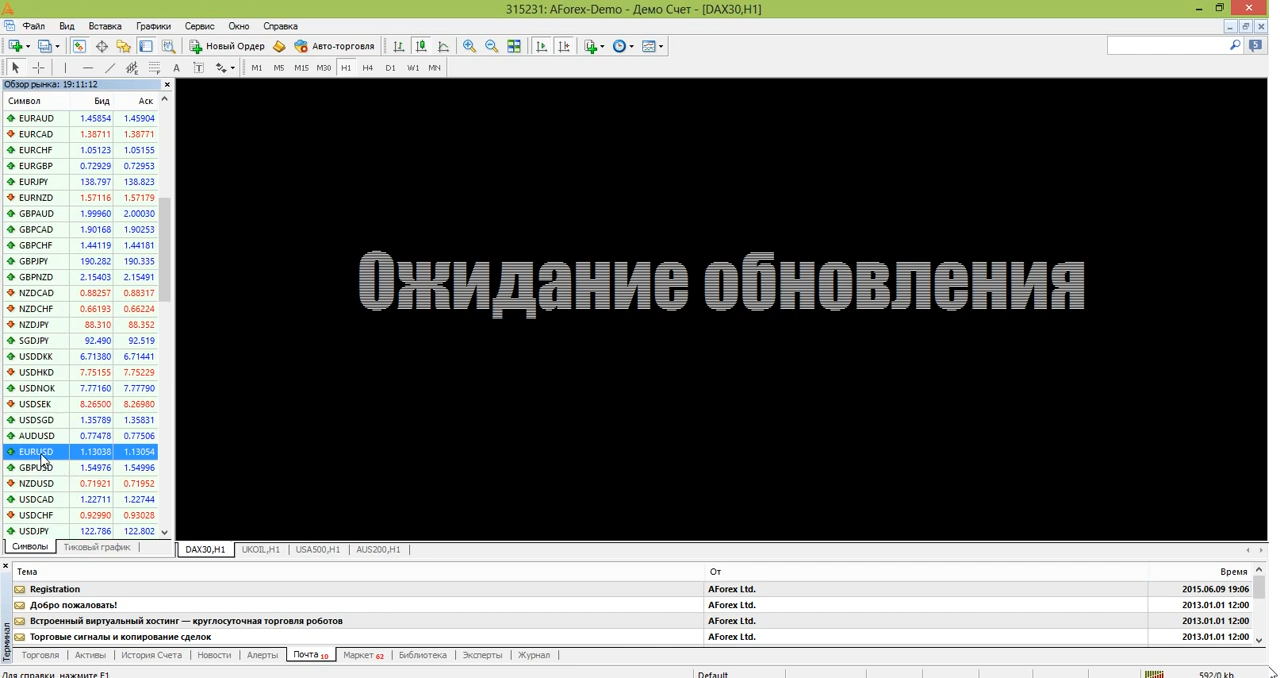 315231: AForex-Demo - Демо Счет - [DAX30,H1]
Файл Вид Вставка Графики Сервис Окно Справка
Новый Ордер Авто-торговля 5
A T M1 M5 M15 M30 H1 H4 D1 W1 MN
Обзор рынка: 19:11:12
Символ Бид Аск
EURAUD 1.45854 1.45904
EURCAD 1.38711 1.38771
EURCHF 1.05123 1.05155
EURGBP 0.72929 0.72953
EURJPY 138.797 138.823
EURNZD 1.57116 1.57179
GBPAUD 1.99960 2.00030
GBPCAD 1.90168 1.90253
GBPCHF 1.44119 1.44181
GBPJPY 190.282 190.335
GBPNZD 2.15403 2.15491
NZDCAD 0.88257 0.88317
NZDCHF 0.66193 0.66224
NZDJPY 88.310 88.352
SGDJPY 92.490 92.519
USDDKK 6.71380 6.71441
USDHKD 7.75155 7.75229
USDNOK 7.77160 7.77790
USDSEK 8.26500 8.26980
USDSGD 1.35789 1.35831
AUDUSD 0.77478 0.77506
EURUSD 1.13038 1.13054
GBPUSD 1.54976 1.54996
NZDUSD 0.71921 0.71952
USDCAD 1.22711 1.22744
USDCHF 0.92990 0.93028
USDJPY 122.786 122.802
Символы Тиковый график
Ожидание обновления
DAX30,H1 UKOIL,H1 USA500,H1 AUS200,H1
Терминал
Тема От Время
Registration AForex Ltd. 2015.06.09 19:06
Добро пожаловать! AForex Ltd. 2013.01.01 12:00
Встроенный виртуальный хостинг — круглосуточная торговля роботов AForex Ltd. 2013.01.01 12:00
Торговые сигналы и копирование сделок AForex Ltd. 2013.01.01 12:00
Торговля Активы История Счета Новости Алерты Почта 10 Маркет 62 Библиотека Эксперты Журнал
Для справки, нажмите F1 Default 592/0 kb